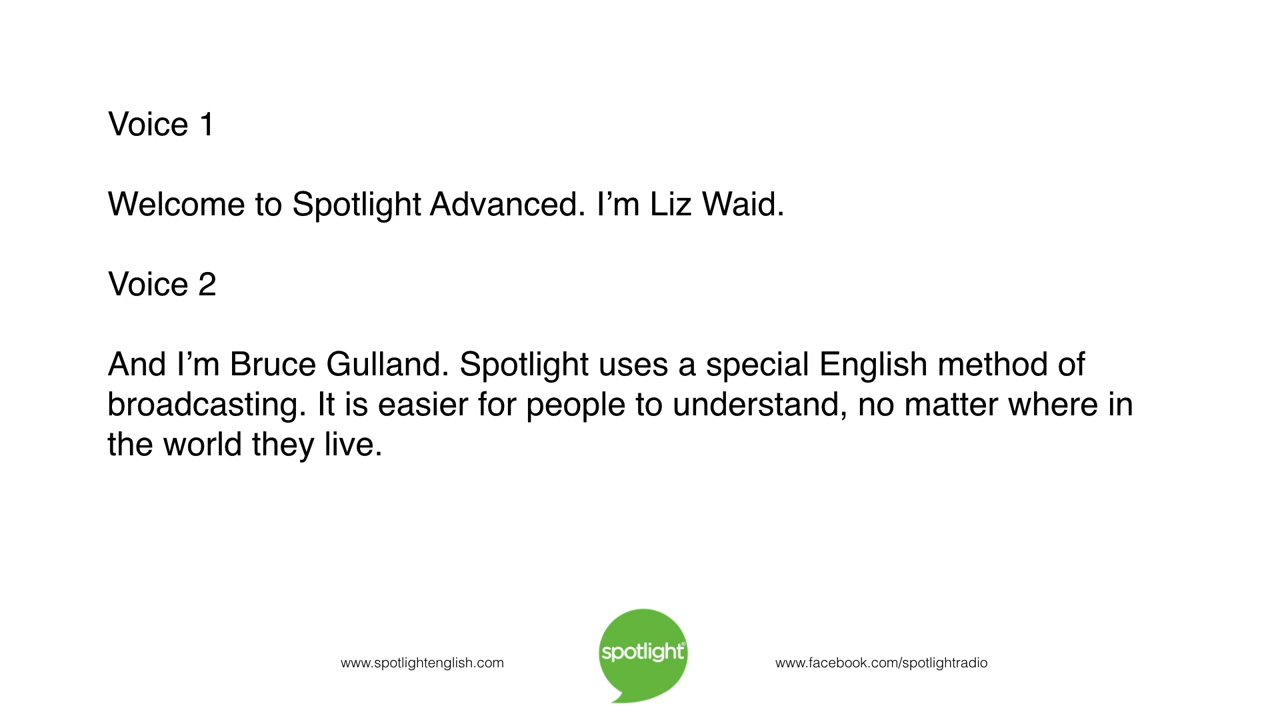 Voice 1
Welcome to Spotlight Advanced. I’m Liz Waid.
Voice 2
And I’m Bruce Gulland. Spotlight uses a special English method of
broadcasting. It is easier for people to understand, no matter where in
the world they live.
www.spotlightenglish.com
spotlight®
www.facebook.com/spotlightradio